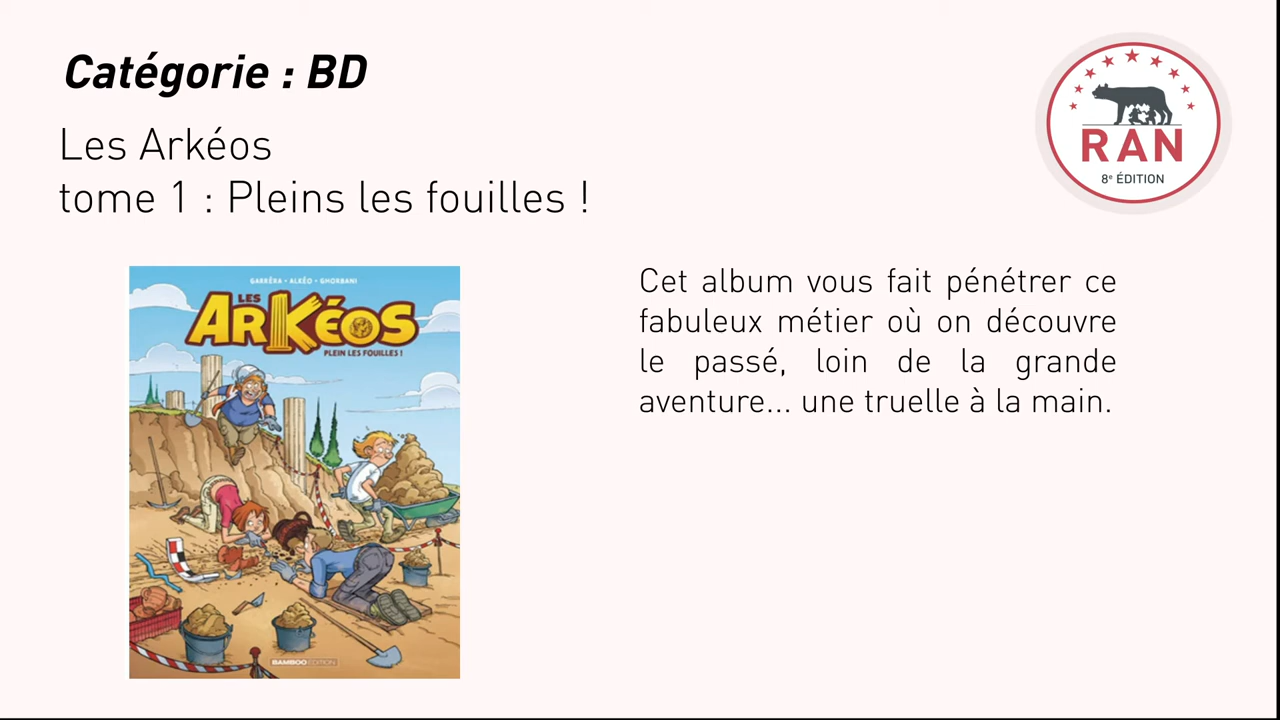 Catégorie : BD
Les Arkéos
tome 1 : Pleins les fouilles !
RAN
8e ÉDITION
GARRÉRA • ALKÉO • GHORBANI
LES
ARKÉOS
PLEIN LES FOUILLES !
BAMBOO ÉDITION
Cet album vous fait pénétrer ce
fabuleux métier où on découvre
le passé, loin de la grande
aventure... une truelle à la main.